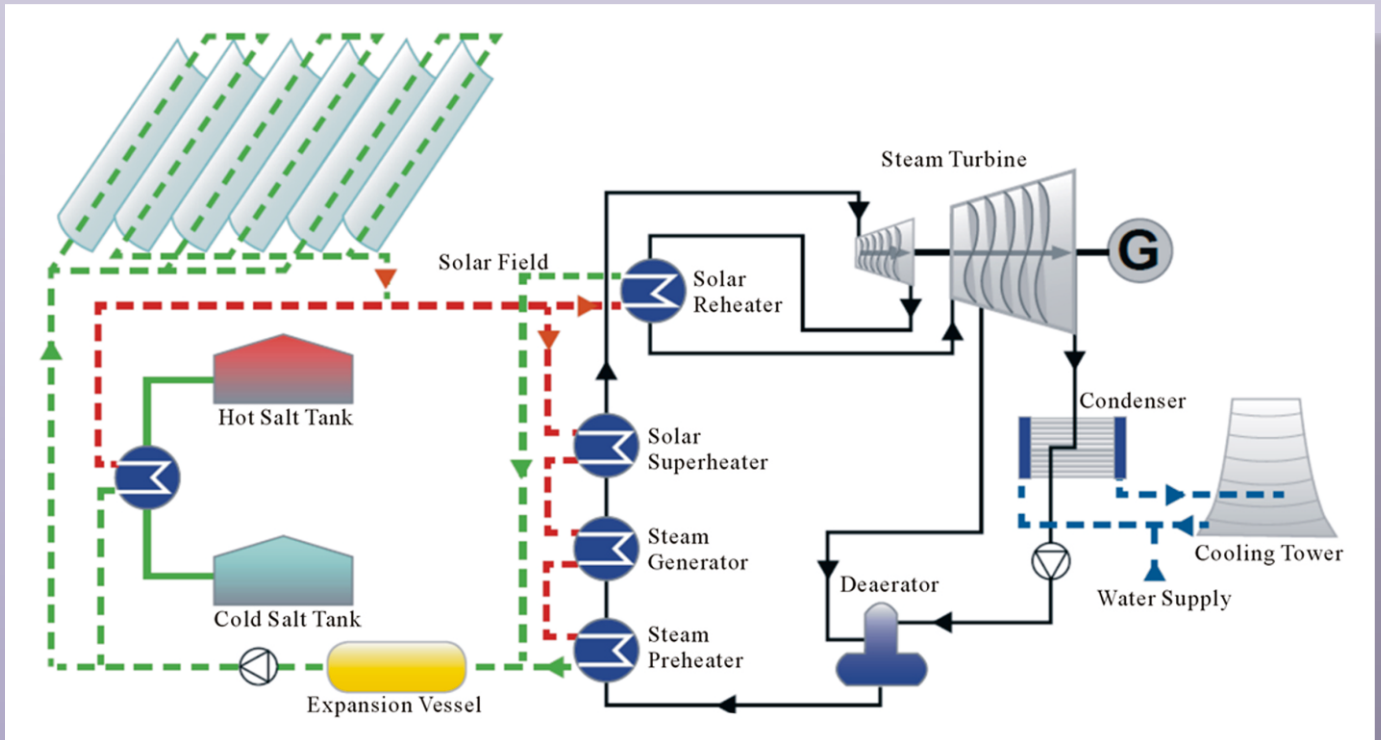 Steam Turbine
G
Solar Field
Solar
Reheater
Hot Salt Tank
Condenser
Solar
Superheater
Steam
Generator
Cooling Tower
Deaerator
Water Supply
Cold Salt Tank
Steam
Preheater
Expansion Vessel